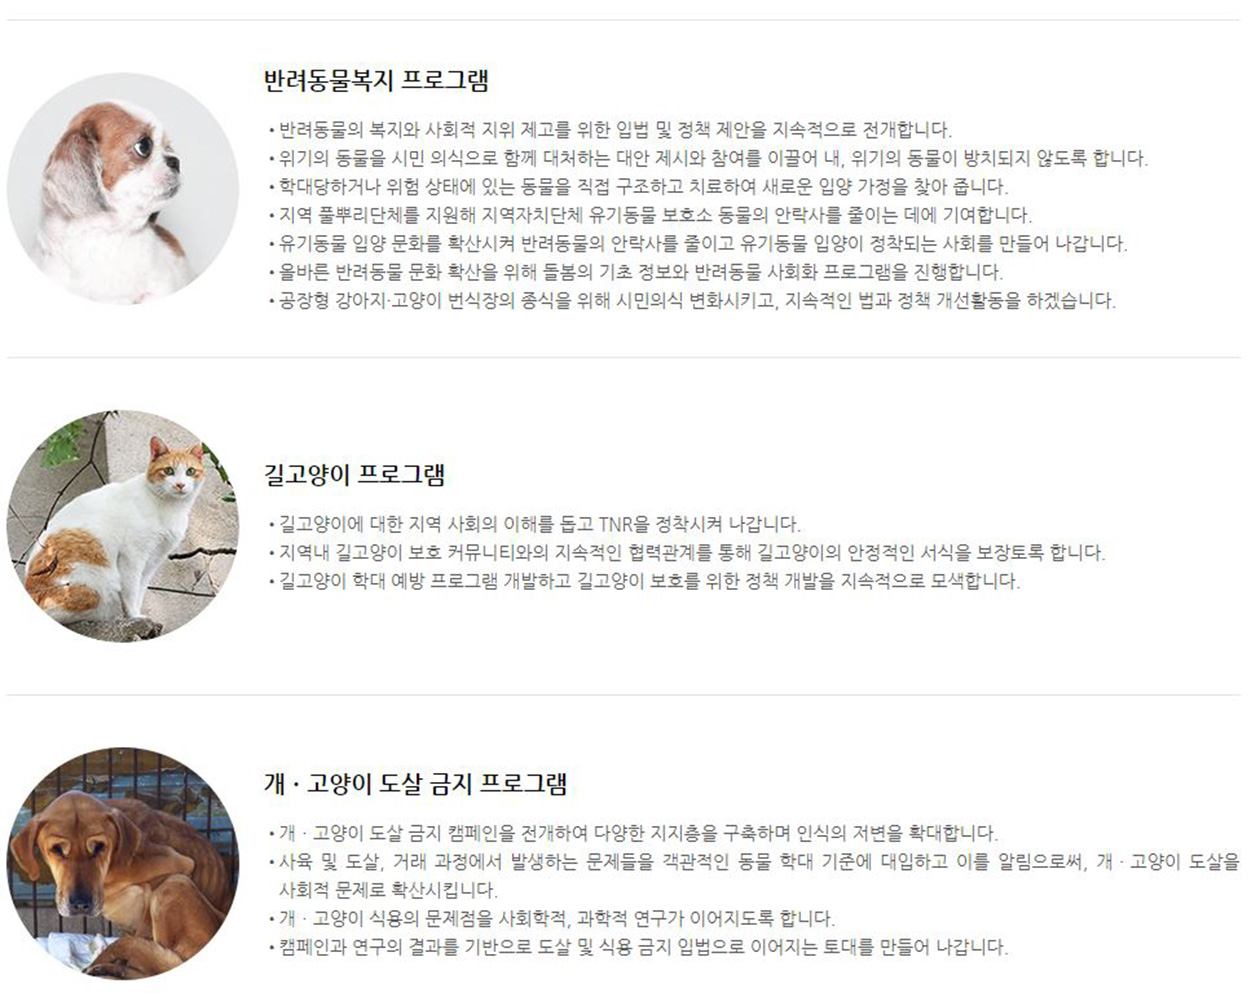 반려동물복지 프로그램
• 반려동물의 복지와 사회적 지위 제고를 위한 입법 및 정책 제안을 지속적으로 전개합니다.
• 위기의 동물을 시민 의식으로 함께 대처하는 대안 제시와 참여를 이끌어 내, 위기의 동물이 방치되지 않도록 합니다.
• 학대당하거나 위험 상태에 있는 동물을 직접 구조하고 치료하여 새로운 입양 가정을 찾아 줍니다.
• 지역 풀뿌리단체를 지원해 지역자치단체 유기동물 보호소 동물의 안락사를 줄이는 데에 기여합니다.
• 유기동물 입양 문화를 확산시켜 반려동물의 안락사를 줄이고 유기동물 입양이 정착되는 사회를 만들어 나갑니다.
• 올바른 반려동물 문화 확산을 위해 돌봄의 기초 정보와 반려동물 사회화 프로그램을 진행합니다.
• 공장형 강아지·고양이 번식장의 종식을 위해 시민의식 변화시키고, 지속적인 법과 정책 개선활동을 하겠습니다.
길고양이 프로그램
• 길고양이에 대한 지역 사회의 이해를 돕고 TNR을 정착시켜 나갑니다.
• 지역내 길고양이 보호 커뮤니티와의 지속적인 협력관계를 통해 길고양이의 안정적인 서식을 보장토록 합니다.
• 길고양이 학대 예방 프로그램 개발하고 길고양이 보호를 위한 정책 개발을 지속적으로 모색합니다.
개 · 고양이 도살 금지 프로그램
• 개 · 고양이 도살 금지 캠페인을 전개하여 다양한 지지층을 구축하며 인식의 저변을 확대합니다.
• 사육 및 도살, 거래 과정에서 발생하는 문제들을 객관적인 동물 학대 기준에 대입하고 이를 알림으로써, 개 · 고양이 도살을
사회적 문제로 확산시킵니다.
• 개 · 고양이 식용의 문제점을 사회학적, 과학적 연구가 이어지도록 합니다.
• 캠페인과 연구의 결과를 기반으로 도살 및 식용 금지 입법으로 이어지는 토대를 만들어 나갑니다.